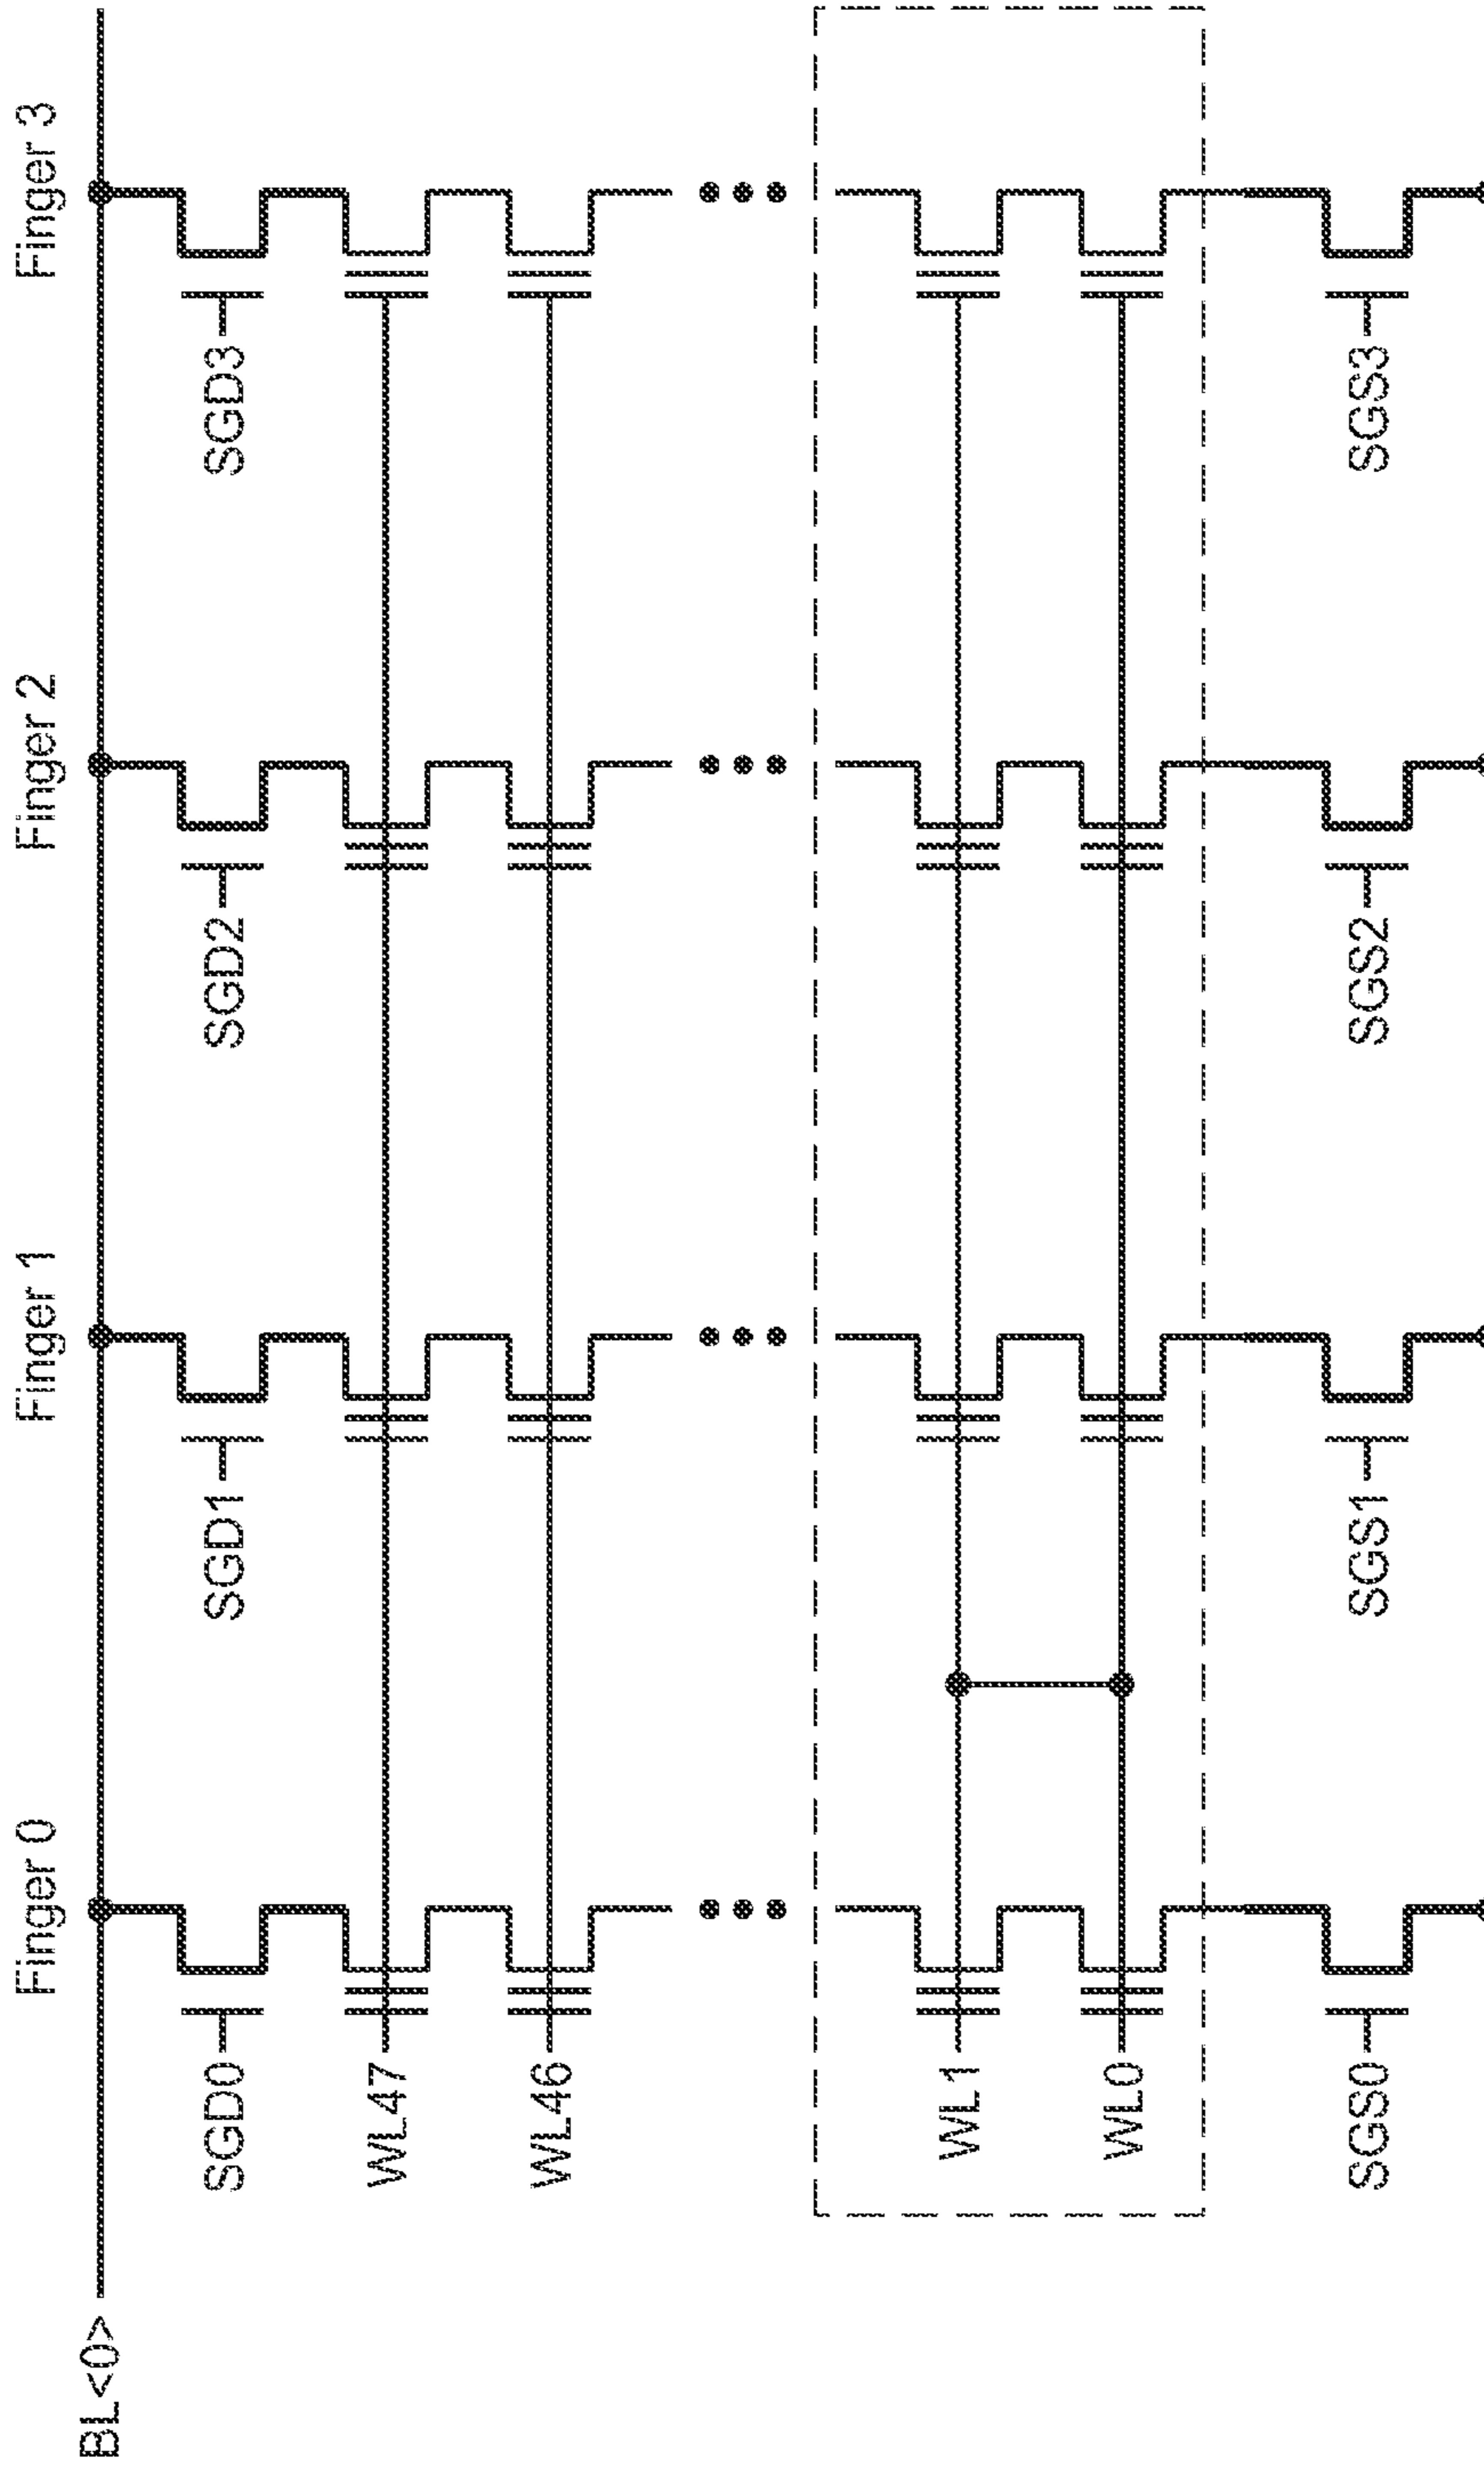 Finger 0
Finger 1
Finger 2
Finger 3
BL<0>
SGD0
SGD1
SGD2
SGD3
WL47
WL46
WL1
WL0
SGS0
SGS1
SGS2
SGS3